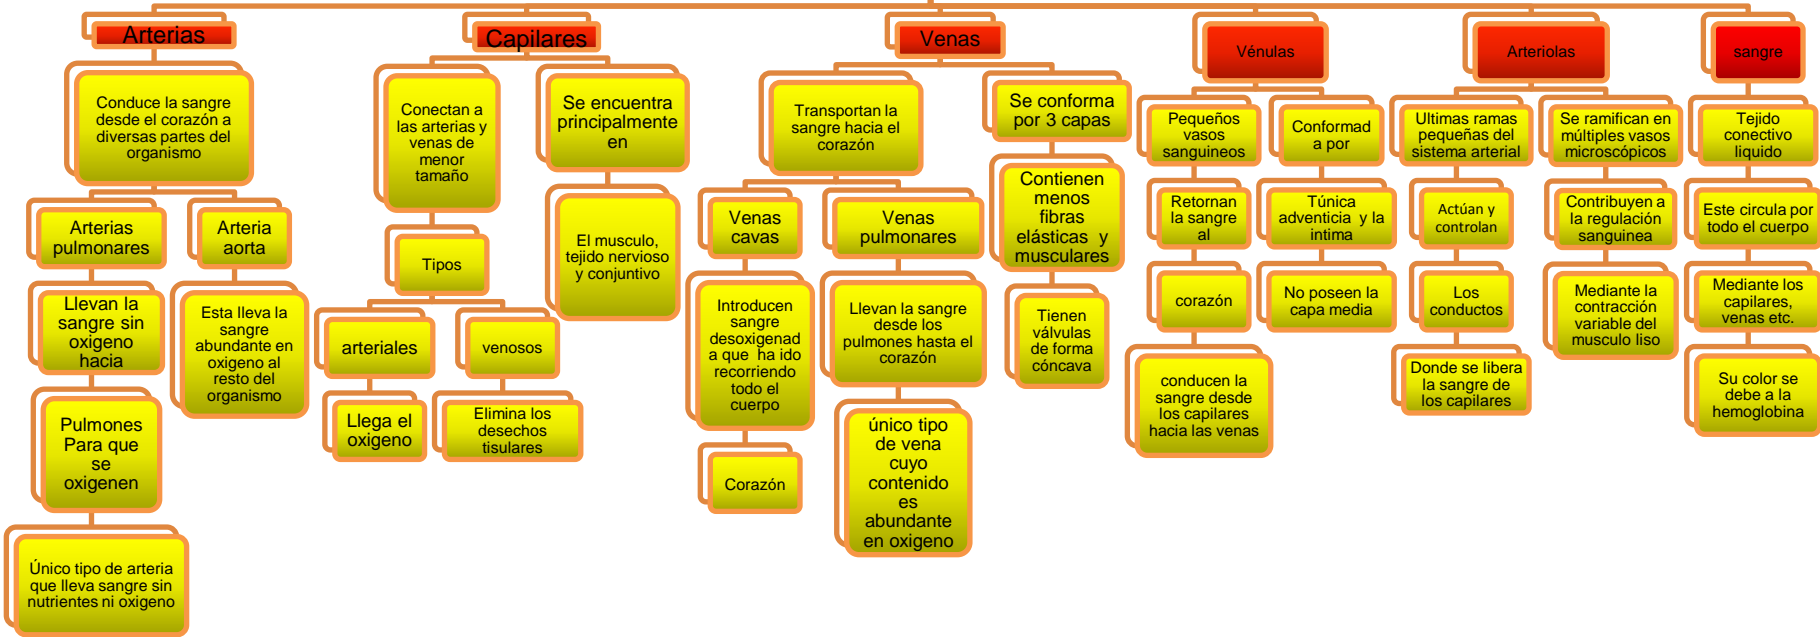 Arterias
Conduce la sangre
desde el corazón a
diversas partes del
organismo
Arterias
pulmonares
Llevan la
sangre sin
oxigeno
hacia
Pulmones
Para que
se
oxigenen
Único tipo de arteria
que lleva sangre sin
nutrientes ni oxigeno
Arteria
aorta
Esta lleva la
sangre
abundante en
oxigeno al
resto del
organismo
Capilares
Conectan a
las arterias y
venas de
menor
tamaño
Tipos
arteriales
Llega el
oxigeno
venosos
Elimina los
desechos
tisulares
Se encuentra
principalmente
en
El musculo,
tejido nervioso
y conjuntivo
Venas
Transportan la
sangre hacia el
corazón
Venas
cavas
Introducen
sangre
desoxigenad
a que ha ido
recorriendo
todo el
cuerpo
Corazón
Venas
pulmonares
Llevan la sangre
desde los
pulmones hasta el
corazón
único tipo
de vena
cuyo
contenido
es
abundante
en oxigeno
Se conforma
por 3 capas
Contienen
menos
fibras
elásticas y
musculares
Tienen
válvulas
de forma
cóncava
Vénulas
Pequeños
vasos
sanguineos
Retornan
la sangre
al
corazón
conducen la
sangre desde
los capilares
hacia las venas
Conformad
a por
Túnica
adventicia y la
intima
No poseen la
capa media
Arteriolas
Ultimas ramas
pequeñas del
sistema arterial
Actúan y
controlan
Los
conductos
Donde se libera
la sangre de
los capilares
Se ramifican en
múltiples vasos
microscópicos
Contribuyen a
la regulación
sanguinea
Mediante la
contracción
variable del
musculo liso
sangre
Tejido
conectivo
liquido
Este circula por
todo el cuerpo
Mediante los
capilares,
venas etc.
Su color se
debe a la
hemoglobina